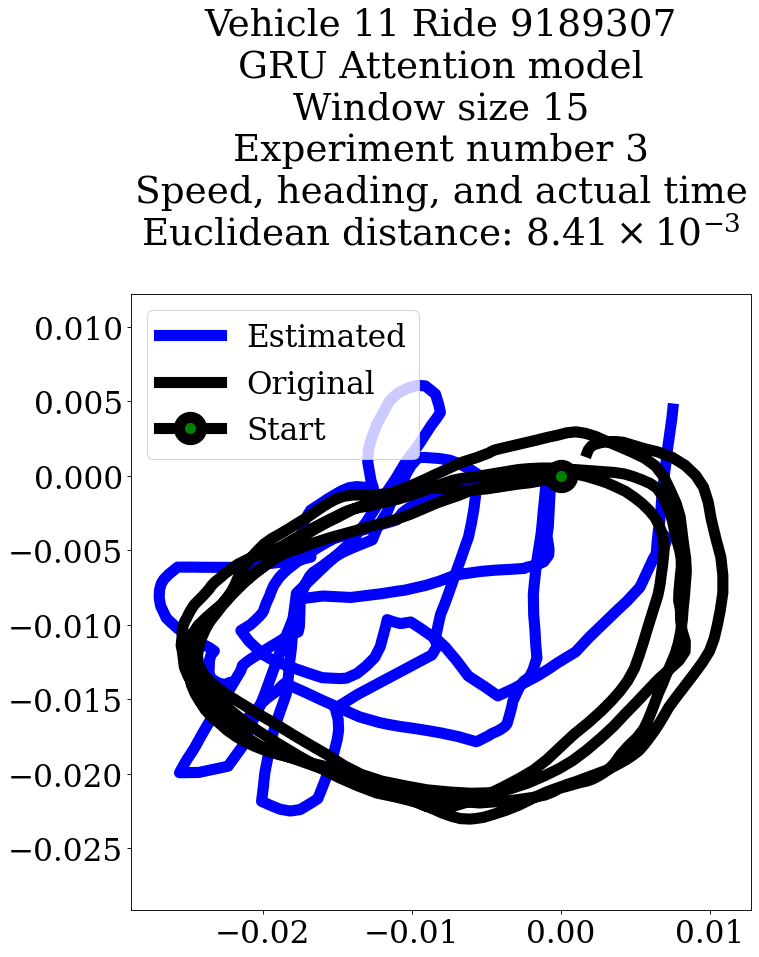 Vehicle 11 Ride 9189307
GRU Attention model
Window size 15
Experiment number 3
Speed, heading, and actual time
Euclidean distance: 8.41 × 10⁻³
Estimated
Original
Start
0.010
0.005
0.000
−0.005
−0.010
−0.015
−0.020
−0.025
−0.02 −0.01 0.00 0.01